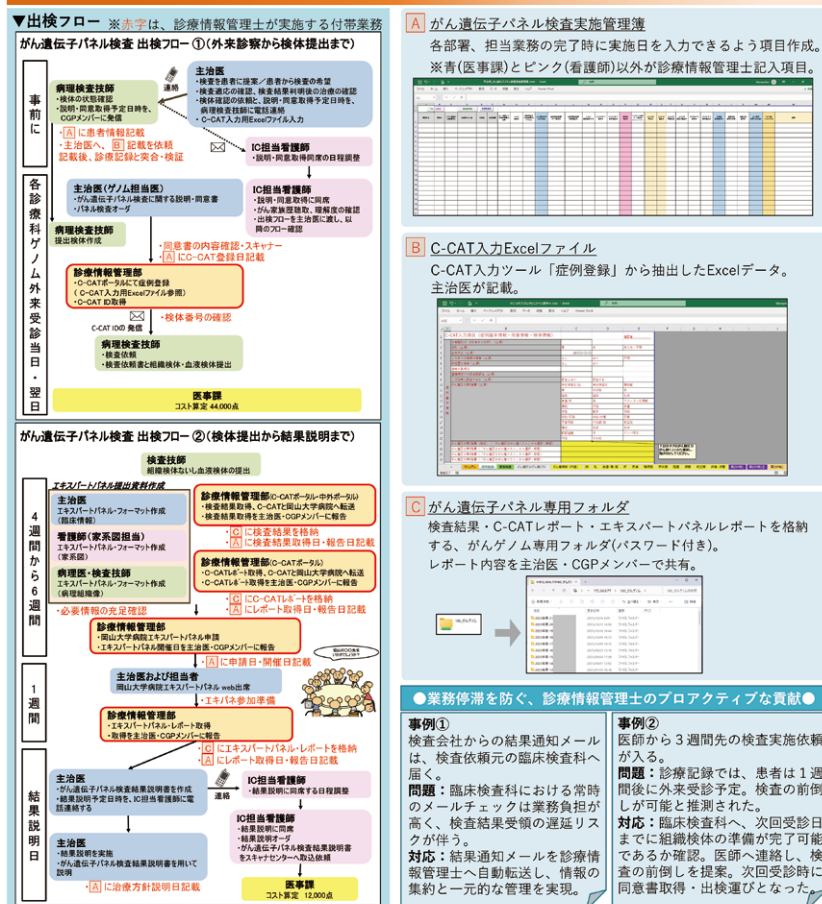 ▼出検フロー ※赤字は、診療情報管理士が実施する付帯業務
がん遺伝子パネル検査 出検フロー①(外来診察から検体提出まで)
事前に
病理検査技師
・検体の状態確認
・説明・同意取得予定日時を、
CGPメンバーに発信
連絡
主治医
・検査を患者に提案／患者から検査の希望
・検査適応の確認、検査結果判明後の治療の確認
・検体確認の依頼と、説明・同意取得予定日時を、
病理検査技師に電話連絡
・C-CAT入力用Excelファイル入力
・Aに患者情報記載
・主治医へ、B記載を依頼
記載後、診療記録と突合・検証
IC担当看護師
・説明・同意取得同席の日程調整
各診療科ゲノム外来受診当日・翌日
主治医(ゲノム担当医)
・がん遺伝子パネル検査に関する説明・同意書
・パネル検査オーダ
IC担当看護師
・説明・同意取得に同席
・がん家族歴聴取、理解度の確認
・出検フローを主治医に渡し、以
降のフロー確認
病理検査技師
提出検体作成
・同意書の内容確認・スキャナー
・AにC-CAT登録日記載
診療情報管理部
・C-CATポータルにて症例登録
(C-CAT入力用Excelファイル参照)
・C-CAT ID取得
C-CAT IDの発信
・検体番号の確認
病理検査技師
・検査依頼
・検査依頼書と組織検体・血液検体提出
医事課
コスト算定 44,000点
がん遺伝子パネル検査 出検フロー②(検体提出から結果説明まで)
検査技師
組織検体ないし血液検体の提出
4週間から6週間
エキスパートパネル提出資料作成
主治医
エキスパートパネル・フォーマット作成
(臨床情報)
看護師(家系図担当)
エキスパートパネル・フォーマット作成
(家系図)
病理医・検査技師
エキスパートパネル・フォーマット作成
(病理組織像)
・必要情報の充足確認
診療情報管理部(C-CATポータル・中外ポータル)
・検査結果取得、C-CATと岡山大学病院へ転送
・検査結果取得を主治医・CGPメンバーに報告
・Cに検査結果を格納
・Aに検査結果取得日・報告日記載
診療情報管理部(C-CATポータル)
・C-CATレポート取得、C-CATと岡山大学病院へ転送
・C-CATレポート取得を主治医・CGPメンバーに報告
・CにC-CATレポートを格納
・Aにレポート取得日・報告日記載
診療情報管理部
・岡山大学病院エキスパートパネル申請
・エキスパートパネル開催日を主治医・CGPメンバーに報告
・Aに申請日・開催日記載
1週間
主治医および担当者
岡山大学病院エキスパートパネル web出席
・エキパネ参加準備
診療情報管理部
・エキスパートパネル・レポート取得
・取得を主治医・CGPメンバーに報告
・Cにエキスパートパネル・レポートを格納
・Aにレポート取得日・報告日記載
結果説明日
主治医
・がん遺伝子パネル検査結果説明書を作成
・結果説明予定日時を、IC担当看護師に電
話連絡する
連絡
IC担当看護師
・結果説明に同席する日程調整
IC担当看護師
・結果説明に同席
・結果説明オーダ
・がん遺伝子パネル検査結果説明書
をスキャナセンターへ取込依頼
主治医
・結果説明を実施
・がん遺伝子パネル検査結果説明書を用いて
説明
・Aに治療方針説明日記載
医事課
コスト算定 12,000点
A がん遺伝子パネル検査実施管理簿
各部署、担当業務の完了時に実施日を入力できるよう項目作成。
※青(医事課)とピンク(看護師)以外が診療情報管理士記入項目。
B C-CAT入力Excelファイル
C-CAT入力ツール「症例登録」から抽出したExcelデータ。
主治医が記載。
C がん遺伝子パネル専用フォルダ
検査結果・C-CATレポート・エキスパートパネルレポートを格納
する、がんゲノム専用フォルダ(パスワード付き)。
レポート内容を主治医・CGPメンバーで共有。
●業務停滞を防ぐ、診療情報管理士のプロアクティブな貢献●
事例①
検査会社からの結果通知メール
は、検査依頼元の臨床検査科へ
届く。
問題：臨床検査科における常時
のメールチェックは業務負担が
高く、検査結果受領の遅延リス
クが伴う。
対応：結果通知メールを診療情
報管理士へ自動転送し、情報の
集約と一元的な管理を実現。
事例②
医師から３週間先の検査実施依頼
が入る。
問題：診療記録では、患者は１週
間後に外来受診予定。検査の前倒
しが可能と推測された。
対応：臨床検査科へ、次回受診日
までに組織検体の準備が完了可能
であるか確認。医師へ連絡し、検
査の前倒しを提案。次回受診時に
同意書取得・出検運びとなった。